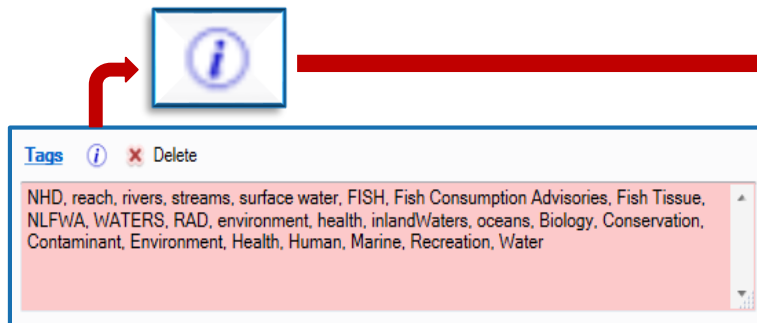 i
Tags i Delete
NHD, reach, rivers, streams, surface water, FISH, Fish Consumption Advisories, Fish Tissue,
NLFWA, WATERS, RAD, environment, health, inlandWaters, oceans, Biology, Conservation,
Contaminant, Environment, Health, Human, Marine, Recreation, Water